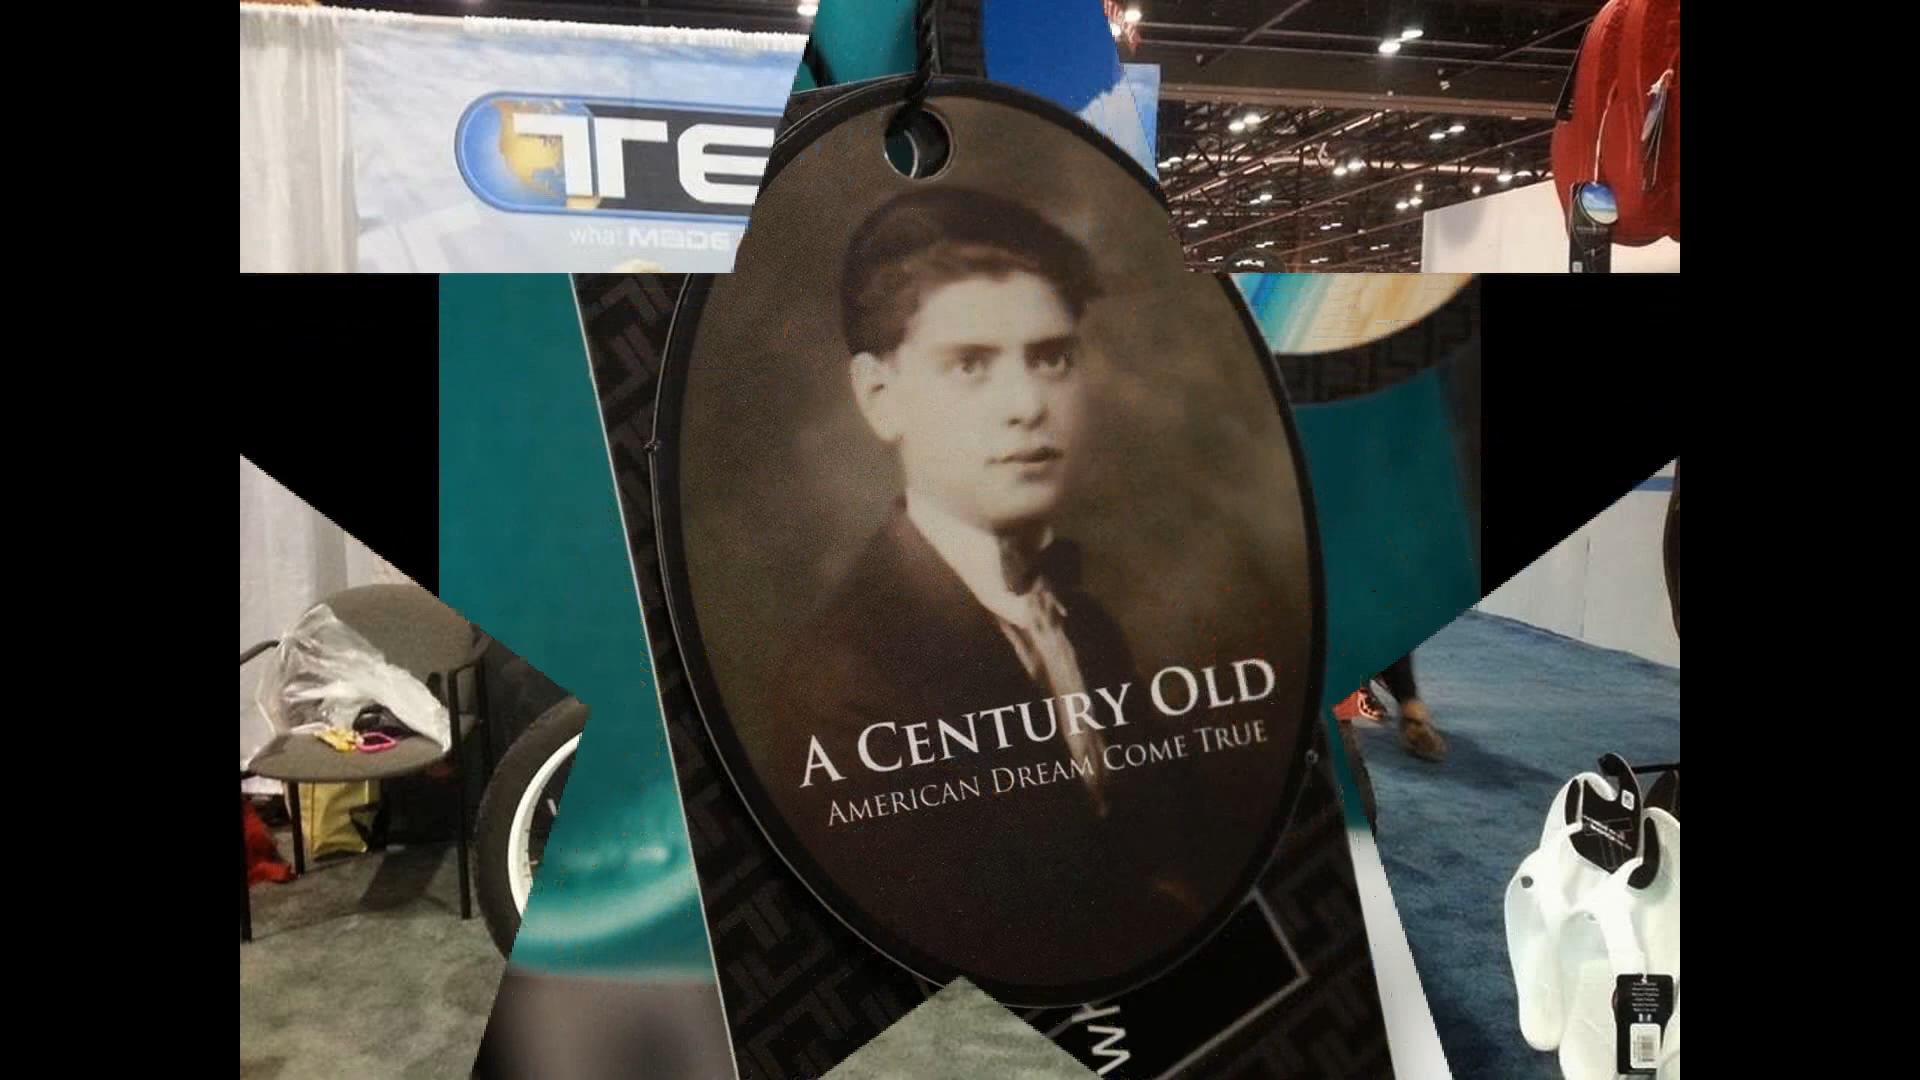 TE
what MADE
A CENTURY OLD
AMERICAN DREAM COME TRUE